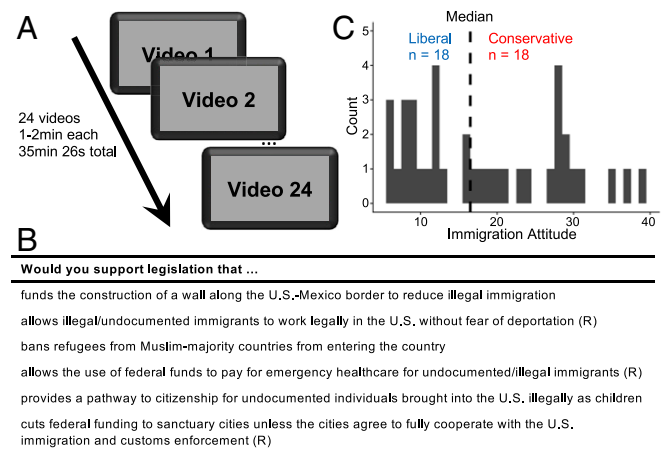 A
Video 1
Video 2
...
Video 24
24 videos
1-2min each
35min 26s total
C
Median
Liberal
n = 18
Conservative
n = 18
5
4
3
2
1
0
Count
10
20
30
40
Immigration Attitude
B
Would you support legislation that ...
funds the construction of a wall along the U.S.-Mexico border to reduce illegal immigration
allows illegal/undocumented immigrants to work legally in the U.S. without fear of deportation (R)
bans refugees from Muslim-majority countries from entering the country
allows the use of federal funds to pay for emergency healthcare for undocumented/illegal immigrants (R)
provides a pathway to citizenship for undocumented individuals brought into the U.S. illegally as children
cuts federal funding to sanctuary cities unless the cities agree to fully cooperate with the U.S.
immigration and customs enforcement (R)